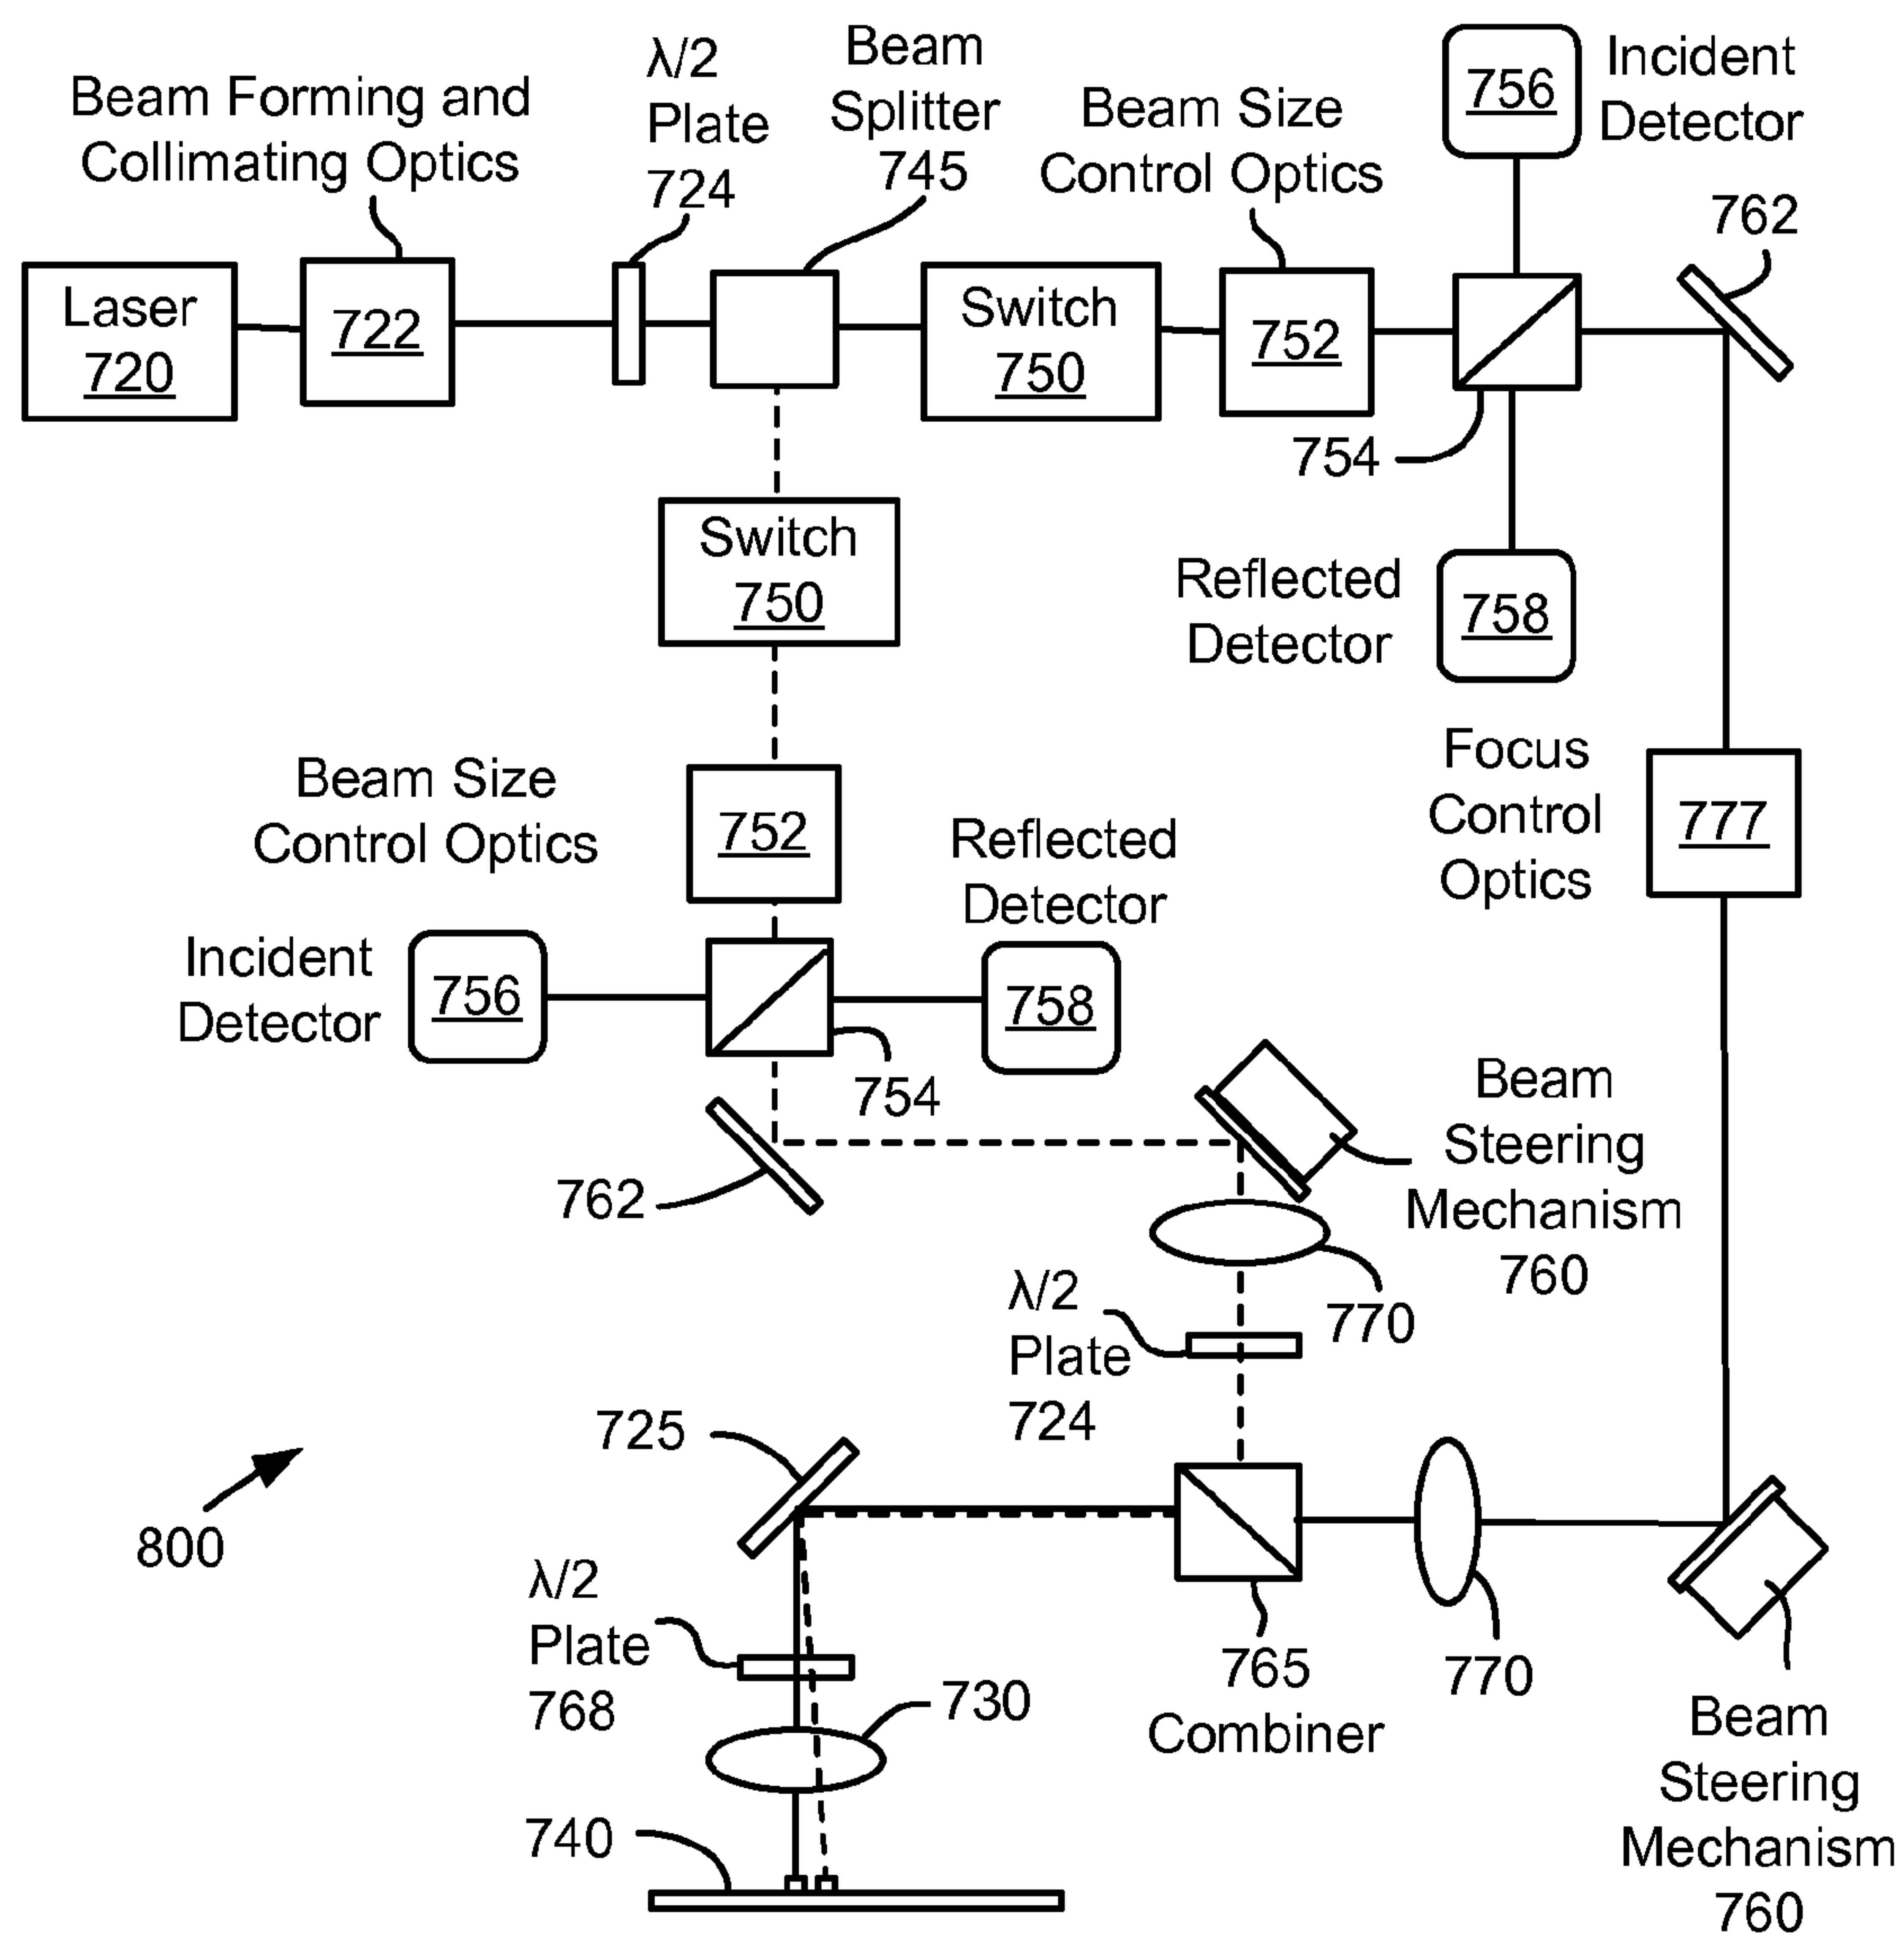 Beam Forming and
Collimating Optics
λ/2
Plate
724
Beam
Splitter
745
Beam Size
Control Optics
756
Incident
Detector
762
Laser
720
722
Switch
750
752
754
Switch
750
Reflected
Detector
758
Focus
Control
Optics
777
Beam Size
Control Optics
752
Reflected
Detector
Incident
Detector
756
758
754
762
Beam
Steering
Mechanism
760
770
λ/2
Plate
724
725
800
λ/2
Plate
768
730
765
Combiner
770
740
Beam
Steering
Mechanism
760